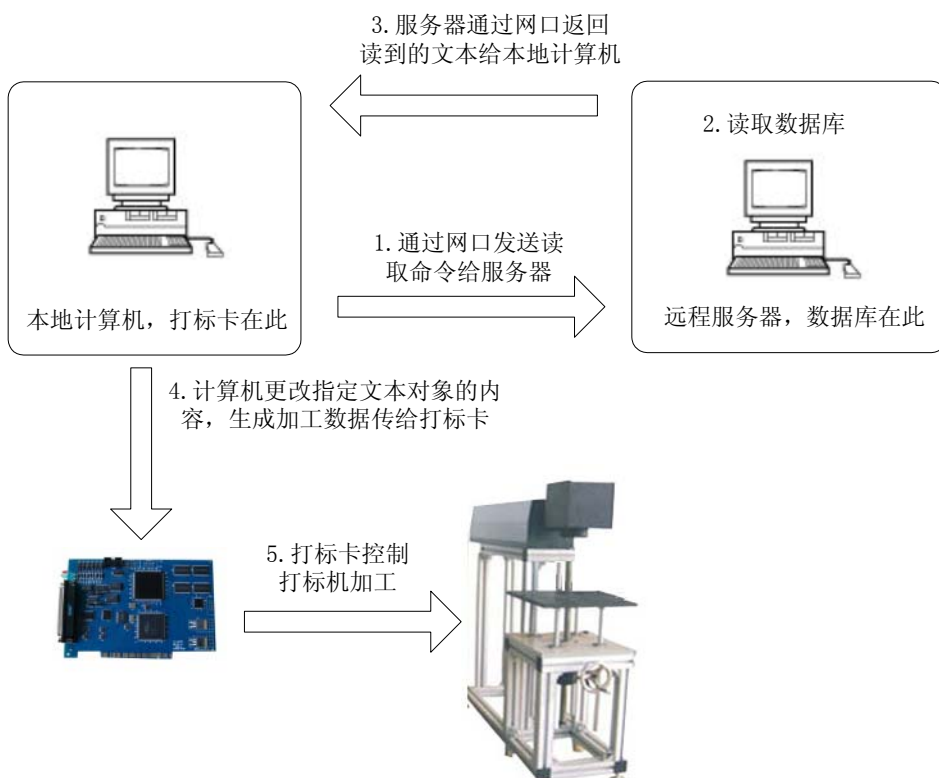 3.服务器通过网口返回
读到的文本给本地计算机
2.读取数据库
1.通过网口发送读
取命令给服务器
本地计算机，打标卡在此
远程服务器，数据库在此
4.计算机更改指定文本对象的内
容，生成加工数据传给打标卡
5.打标卡控制
打标机加工